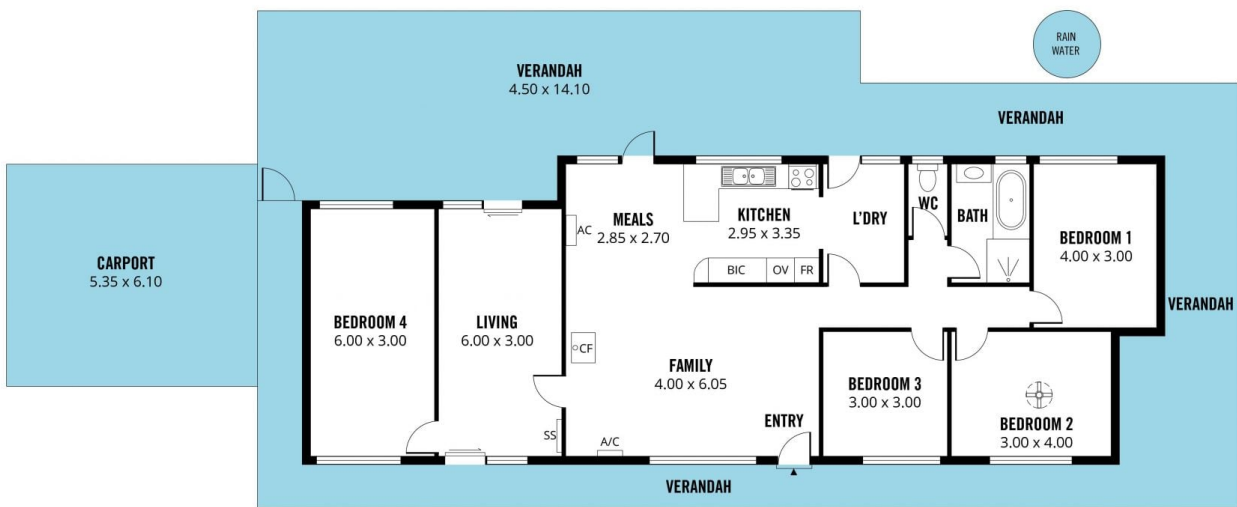 RAIN
WATER
VERANDAH
4.50 x 14.10
VERANDAH
CARPORT
5.35 x 6.10
MEALS
2.85 x 2.70
AC
KITCHEN
2.95 x 3.35
BIC
OV
FR
L'DRY
WC
BATH
BEDROOM 1
4.00 x 3.00
VERANDAH
BEDROOM 4
6.00 x 3.00
LIVING
6.00 x 3.00
SS
CF
FAMILY
4.00 x 6.05
A/C
ENTRY
BEDROOM 3
3.00 x 3.00
BEDROOM 2
3.00 x 4.00
VERANDAH